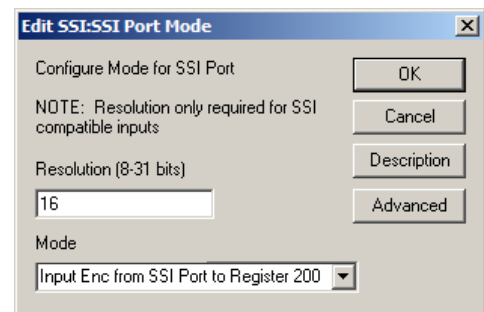 Edit SSI:SSI Port Mode
Configure Mode for SSI Port
OK
NOTE: Resolution only required for SSI
compatible inputs
Cancel
Resolution (8-31 bits)
Description
16
Advanced
Mode
Input Enc from SSI Port to Register 200